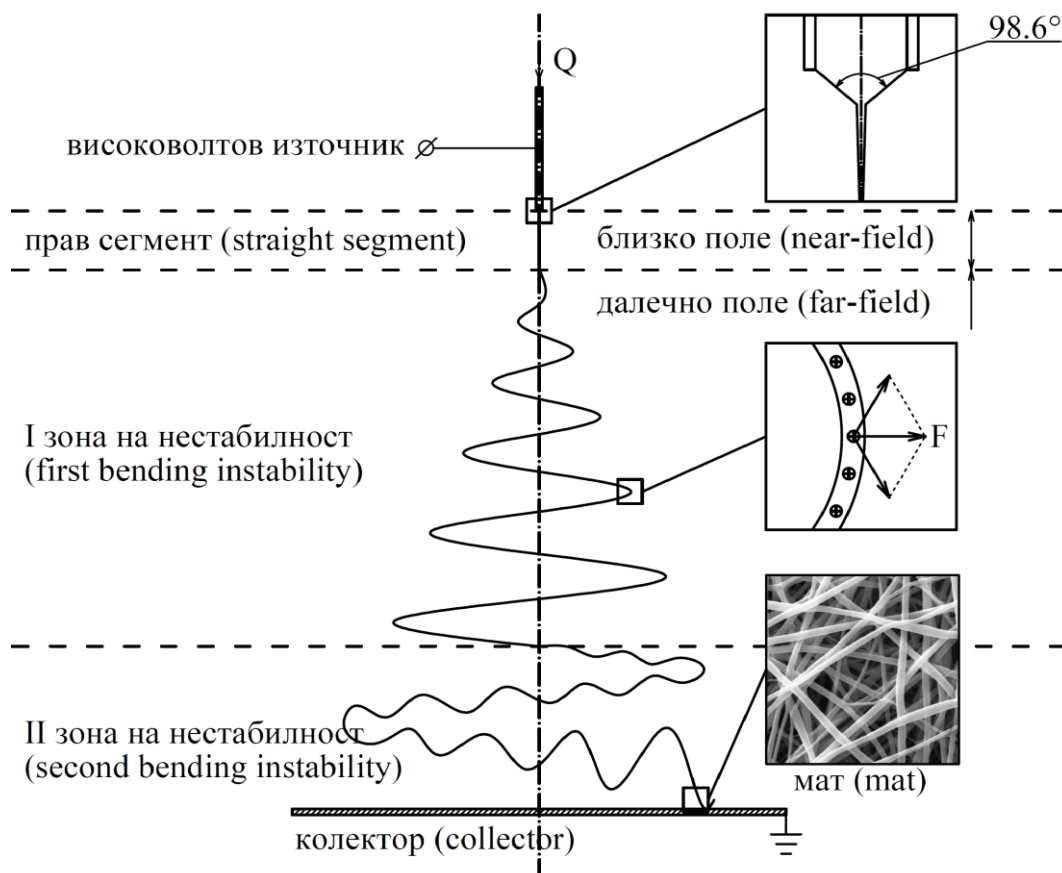 98.6°
Q
високоволтов източник
прав сегмент (straight segment)
близко поле (near-field)
далечно поле (far-field)
I зона на нестабилност
(first bending instability)
F
II зона на нестабилност
(second bending instability)
мат (mat)
колектор (collector)